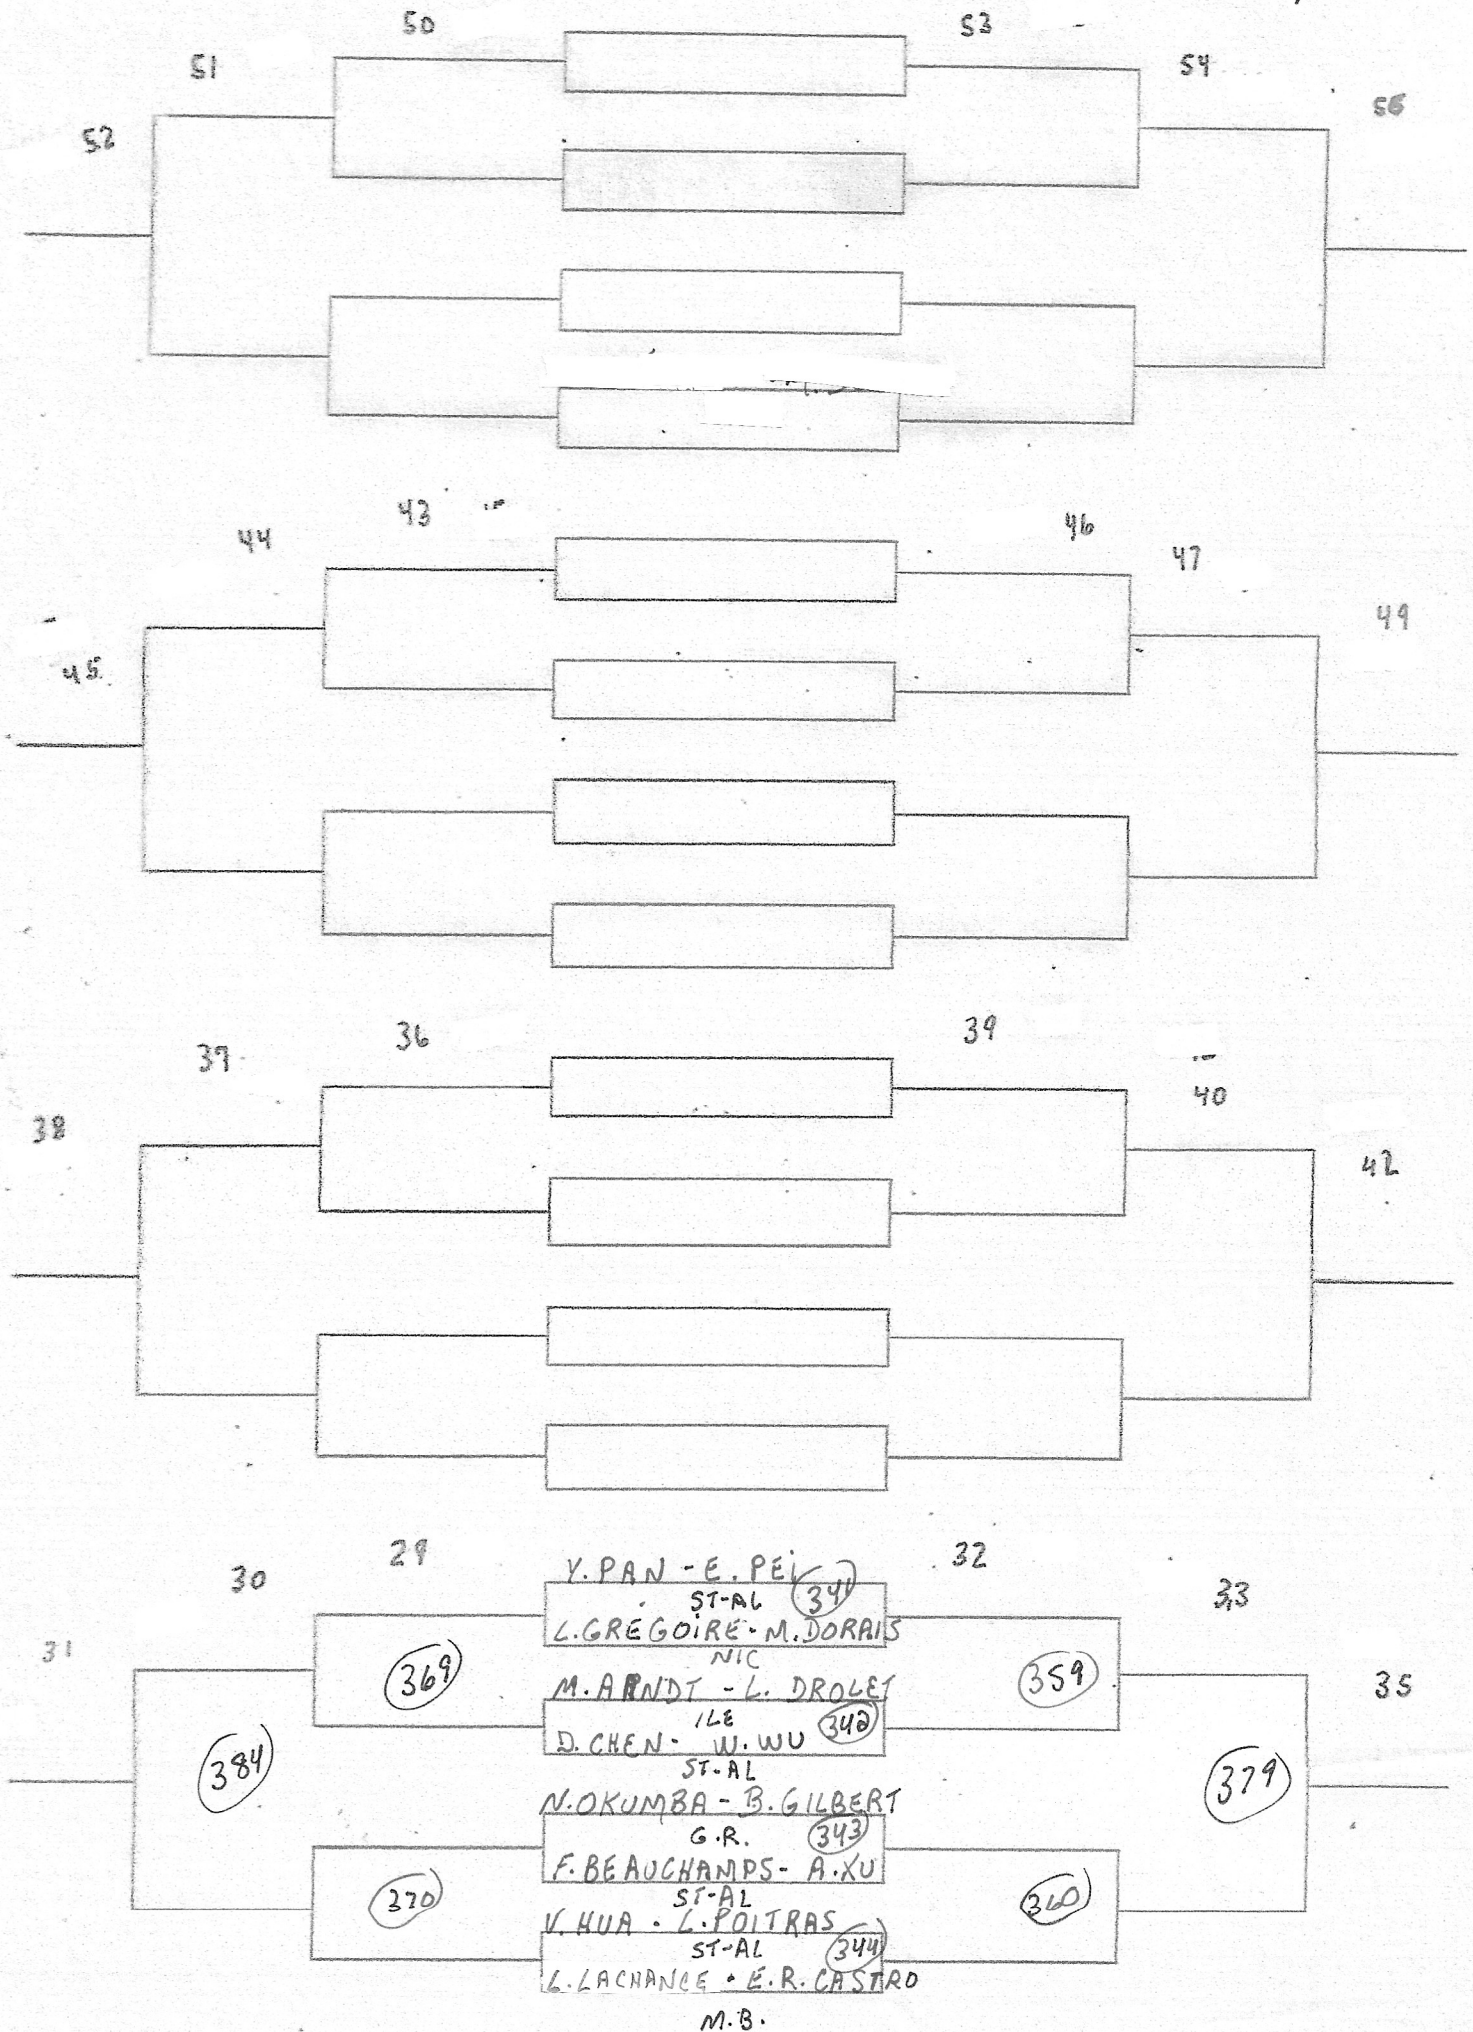 50 53
51 54
52 56
43 46
44 47
45 49
36 39
37 40
38 42
29 32
30 33
31 35
Y. PAN - E. PEI
ST-AL 341
L. GRÉGOIRE - M. DORAIS
NIC
369 M. ARNDT - L. DROLET 359
ILE 342
D. CHEN - W. WU
384 ST-AL 379
N. OKUMBA - B. GILBERT
G.R. 343
F. BEAUCHAMPS - A. XU
370 ST-AL 360
V. HUA - L. POITRAS
ST-AL 344
L. LACHANCE - E.R. CASTRO
M.B.